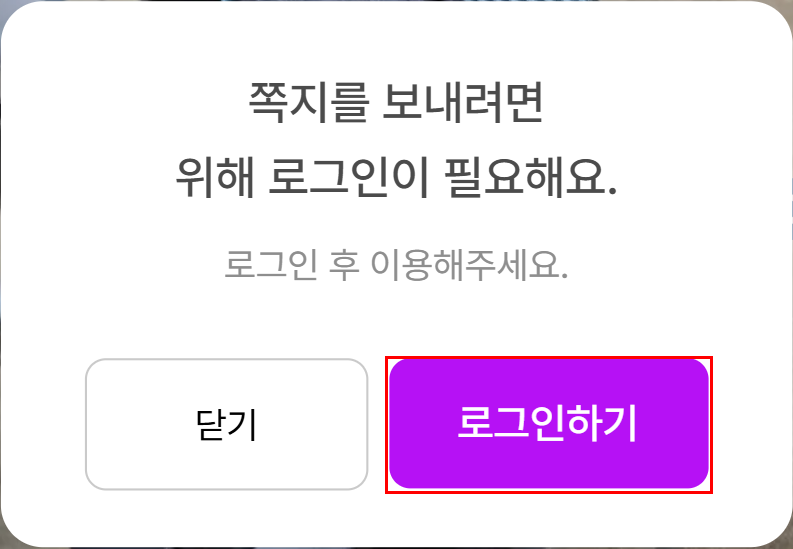 쪽지를 보내려면
위해 로그인이 필요해요.
로그인 후 이용해주세요.
닫기
로그인하기